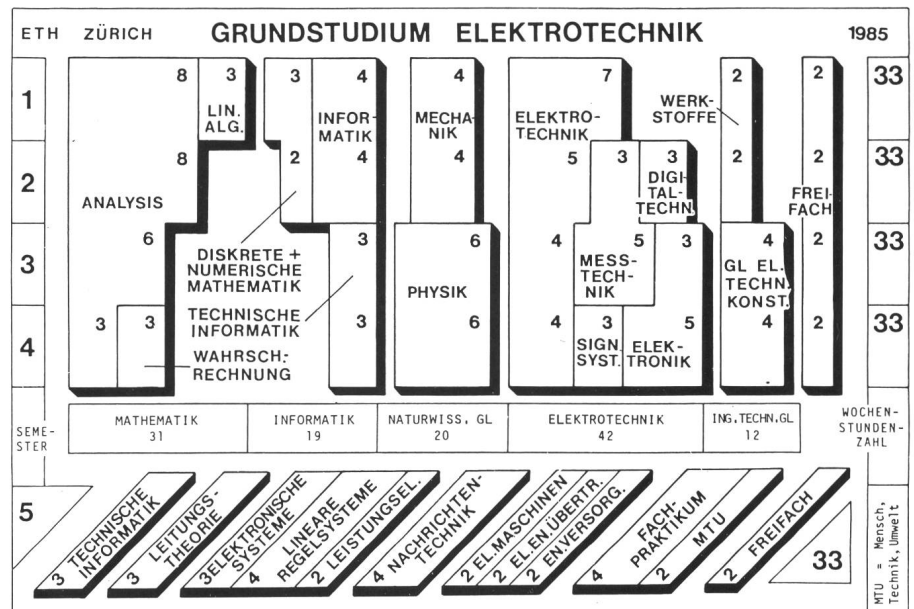 ETH ZÜRICH GRUNDSTUDIUM ELEKTROTECHNIK 1985
1 8 3 3 4 4 7 2 2 33
LIN.
ALG.
INFOR-
MATIK
MECHA-
NIK
ELEKTRO-
TECHNIK
WERK-
STOFFE
2 8 2 4 4 5 3 3 2 2 33
ANALYSIS
DIGI-
TAL-
TECHN.
FREI-
FACH
3 6 3 6 4 5 3 4 2 33
DISKRETE +
NUMERISCHE
MATHEMATIK
PHYSIK
MESS-
TECH-
NIK
GL EL.
TECHN.
KONST.
TECHNISCHE
INFORMATIK
4 3 3 3 6 4 3 5 4 2 33
WAHRSCH.-
RECHNUNG
SIGN.
SYST.
ELEK-
TRONIK
SEME-
STER
MATHEMATIK
31
INFORMATIK
19
NATURWISS. GL
20
ELEKTROTECHNIK
42
ING.TECHN.GL
12
WOCHEN-
STUNDEN-
ZAHL
5
3 TECHNISCHE
INFORMATIK
3 LEITUNGS-
THEORIE
3 ELEKTRONISCHE
SYSTEME
4 LINEARE
REGELSYSTEME
2 LEISTUNGSEL.
4 NACHRICHTEN-
TECHNIK
2 EL.MASCHINEN
2 EL.EN.ÜBERTR.
2 EN.VERSORG.
4 FACH-
PRAKTIKUM
2 MTU
2 FREIFACH
33
MTU = Mensch,
Technik, Umwelt